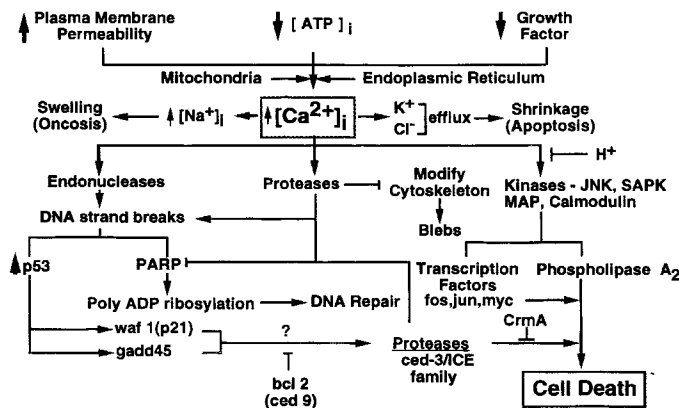 Plasma Membrane
Permeability
[ ATP ]i
Growth
Factor
Mitochondria
Endoplasmic Reticulum
Swelling
(Oncosis)
[Na+]i
[Ca2+]i
K+
Cl-
efflux
Shrinkage
(Apoptosis)
H+
Endonucleases
Proteases
Modify
Cytoskeleton
Kinases - JNK, SAPK
MAP, Calmodulin
DNA strand breaks
Blebs
p53
PARP
Transcription
Factors
fos,jun,myc
Phospholipase A2
Poly ADP ribosylation
DNA Repair
waf 1(p21)
gadd45
?
CrmA
Proteases
ced-3/ICE
family
bcl 2
(ced 9)
Cell Death